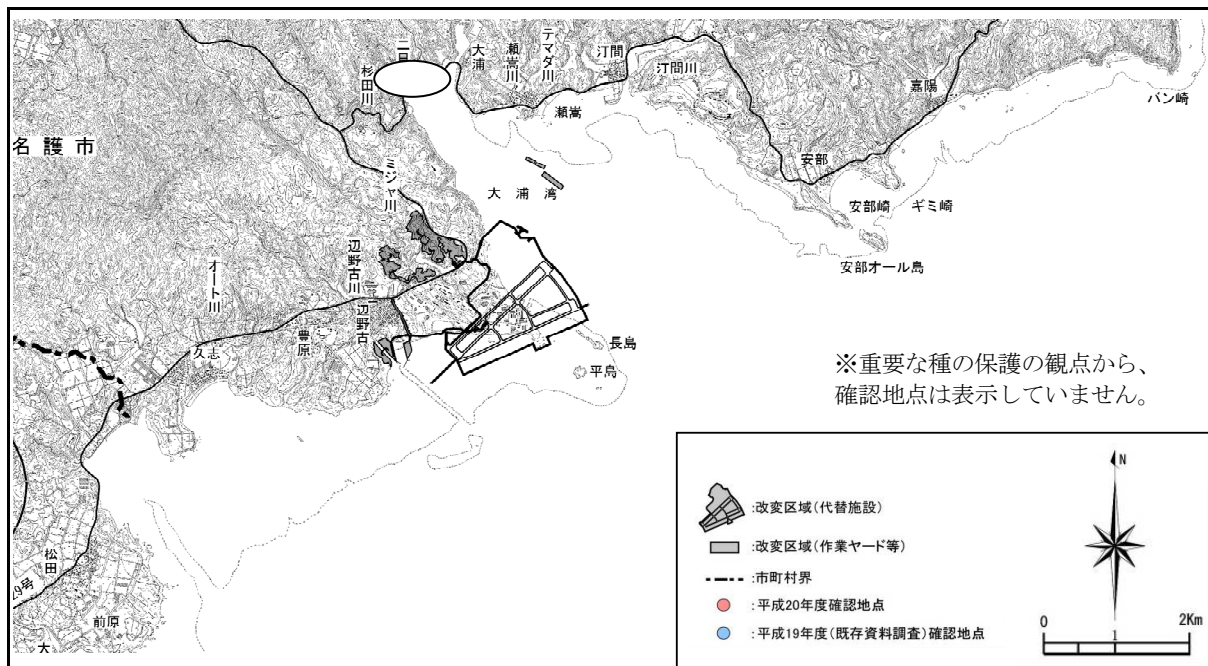 二
杉田川
大浦
瀬嵩川
テマダ川
汀間
汀間川
嘉陽
バン崎
瀬嵩
名護市
ミジャ川
大浦湾
安部
安部崎
ギミ崎
安部オール島
辺野古川
オートリ川
辺野古
豊原
久志
長島
平島
※重要な種の保護の観点から、
確認地点は表示していません。
松田
29号
前原
大
N
:改変区域(代替施設)
:改変区域(作業ヤード等)
:市町村界
:平成20年度確認地点
:平成19年度(既存資料調査)確認地点
0 1 2Km